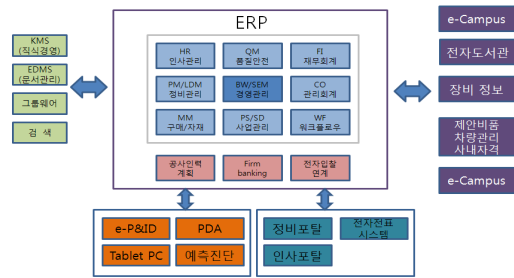 ERP
KMS
(직식경영)
EDMS
(문서관리)
그룹웨어
검 색
HR
인사관리
QM
품질안전
FI
재무회계
PM/LDM
정비관리
BW/SEM
경영관리
CO
관리회계
MM
구매/자재
PS/SD
사업관리
WF
워크플로우
공사인력
계획
Firm
banking
전자입찰
연계
e-Campus
전자도서관
장비 정보
제안비품
차량관리
사내자격
e-Campus
e-P&ID
PDA
Tablet PC
예측진단
정비포탈
전자전표
시스템
인사포탈